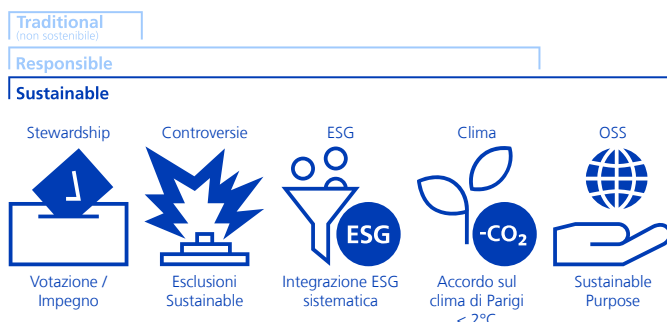 Traditional
(non sostenibile)
Responsible
Sustainable
Stewardship
Controversie
ESG
Clima
OSS
ESG
-CO₂
Votazione /
Impegno
Esclusioni
Sustainable
Integrazione ESG
sistematica
Accordo sul
clima di Parigi
< 2°C
Sustainable
Purpose